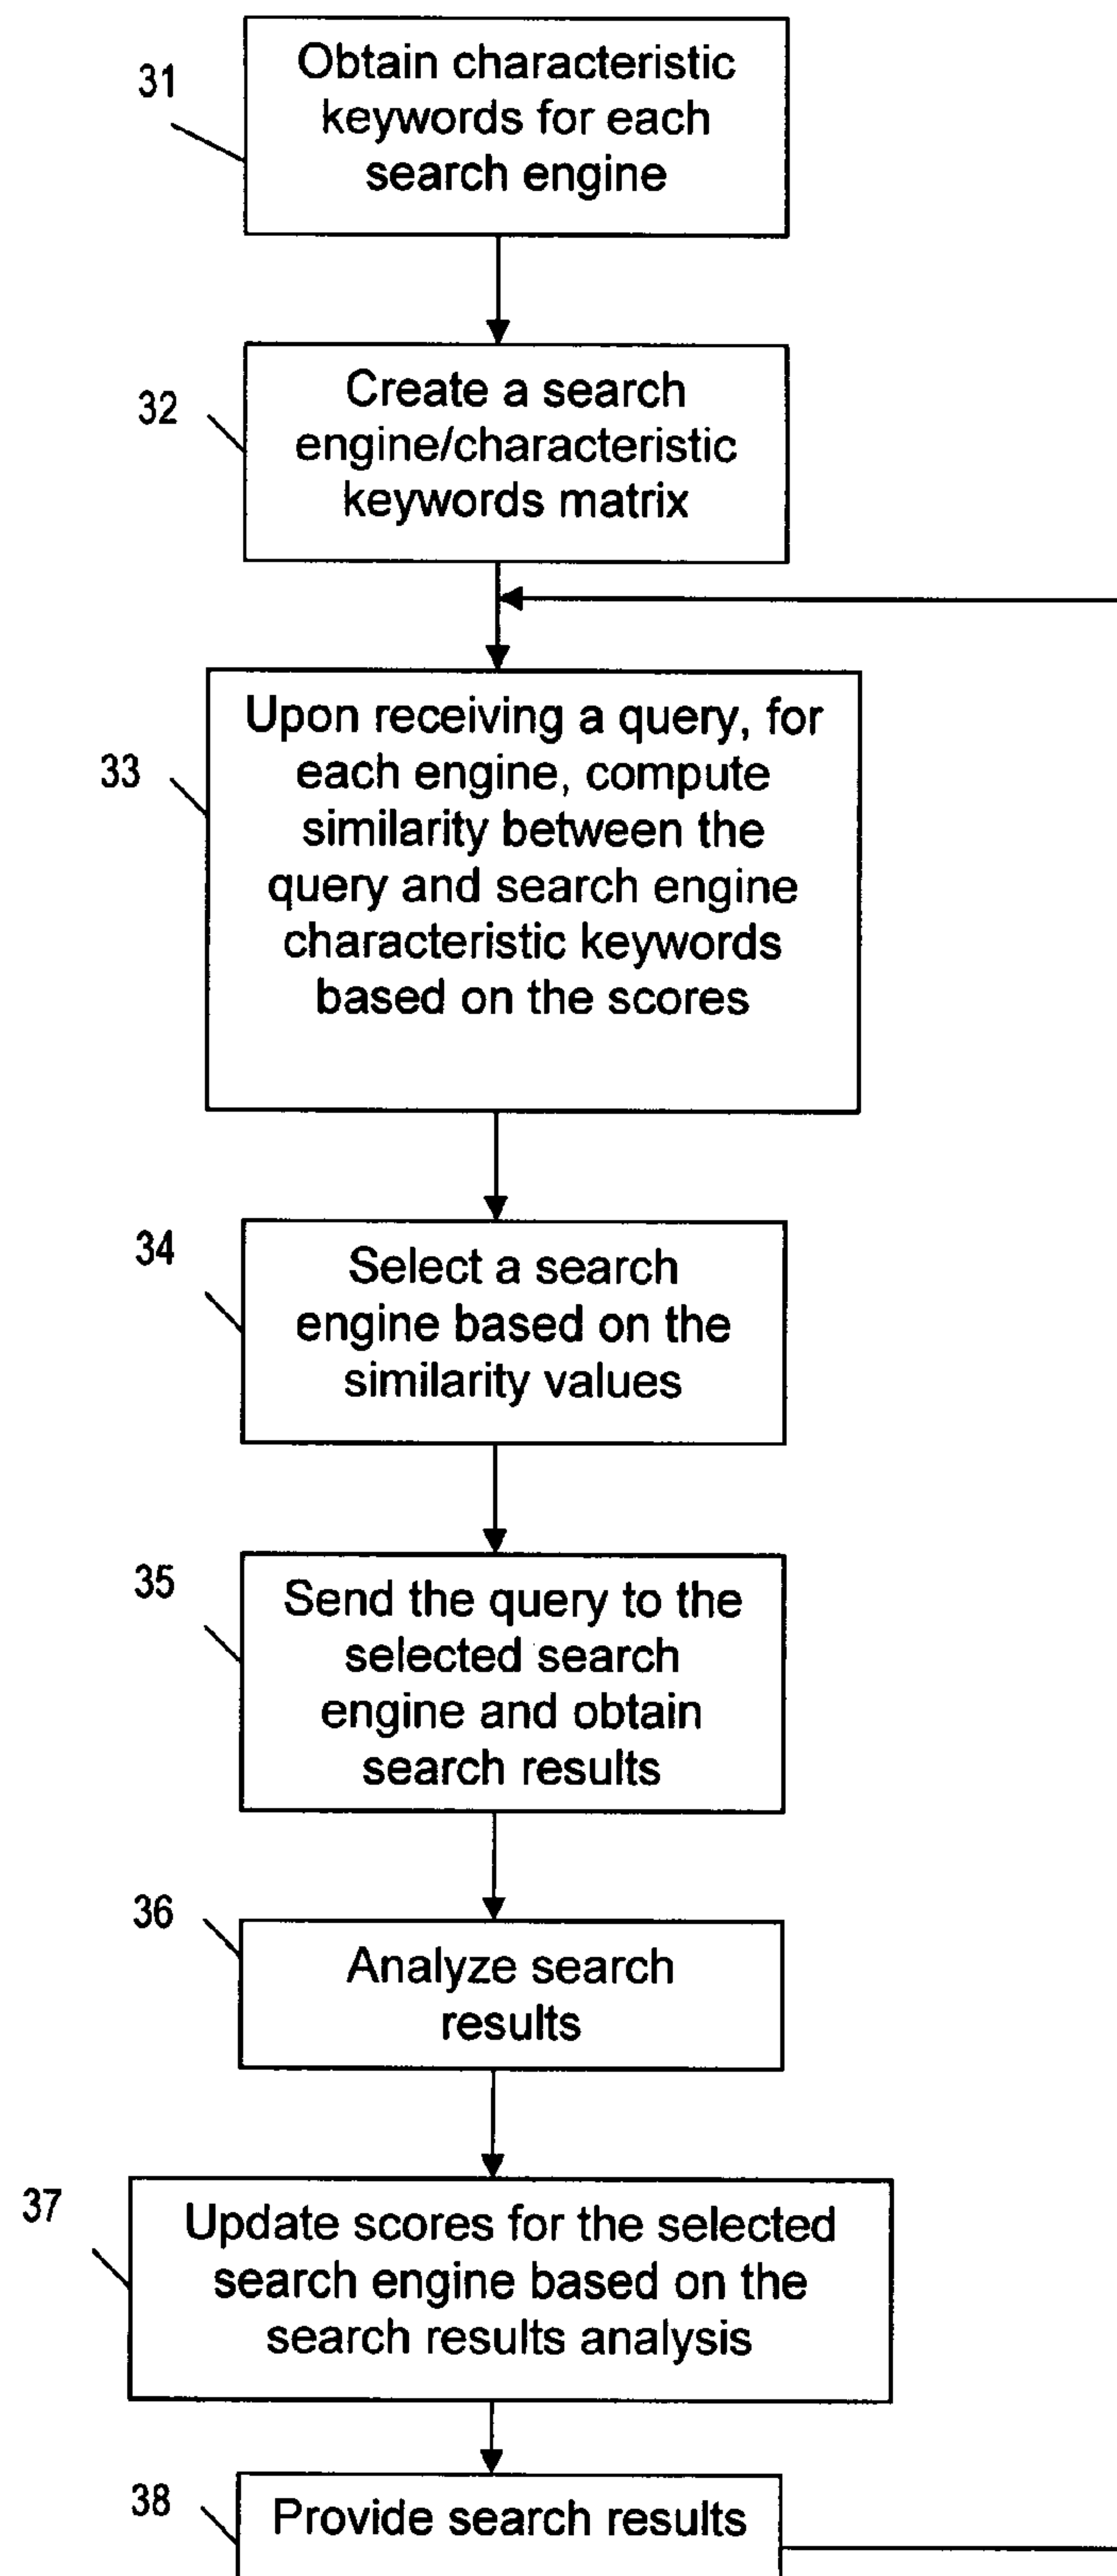 31
Obtain characteristic
keywords for each
search engine
32
Create a search
engine/characteristic
keywords matrix
33
Upon receiving a query, for
each engine, compute
similarity between the
query and search engine
characteristic keywords
based on the scores
34
Select a search
engine based on the
similarity values
35
Send the query to the
selected search
engine and obtain
search results
36
Analyze search
results
37
Update scores for the selected
search engine based on the
search results analysis
38
Provide search results